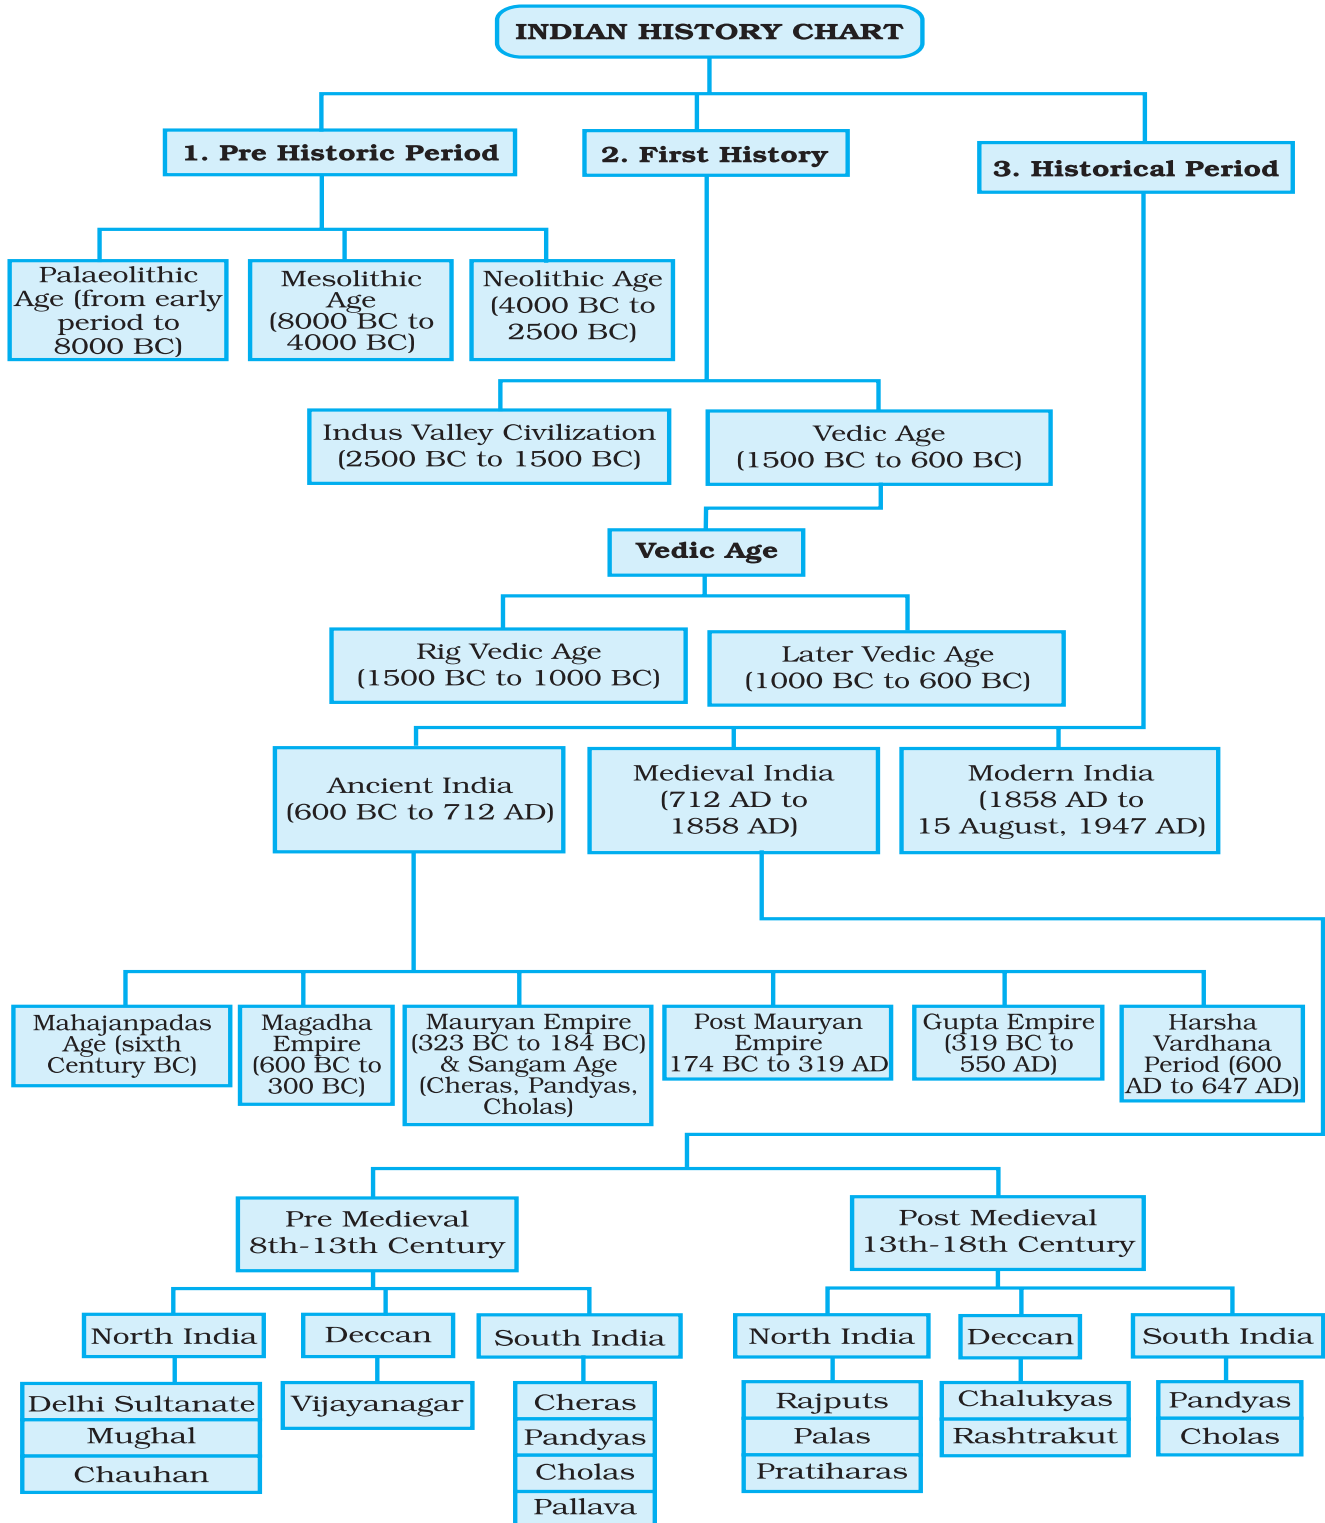 INDIAN HISTORY CHART
1. Pre Historic Period
2. First History
3. Historical Period
Palaeolithic
Age (from early
period to
8000 BC)
Mesolithic
Age
(8000 BC to
4000 BC)
Neolithic Age
(4000 BC to
2500 BC)
Indus Valley Civilization
(2500 BC to 1500 BC)
Vedic Age
(1500 BC to 600 BC)
Vedic Age
Rig Vedic Age
(1500 BC to 1000 BC)
Later Vedic Age
(1000 BC to 600 BC)
Ancient India
(600 BC to 712 AD)
Medieval India
(712 AD to
1858 AD)
Modern India
(1858 AD to
15 August, 1947 AD)
Mahajanpadas
Age (sixth
Century BC)
Magadha
Empire
(600 BC to
300 BC)
Mauryan Empire
(323 BC to 184 BC)
& Sangam Age
(Cheras, Pandyas,
Cholas)
Post Mauryan
Empire
174 BC to 319 AD
Gupta Empire
(319 BC to
550 AD)
Harsha
Vardhana
Period (600
AD to 647 AD)
Pre Medieval
8th-13th Century
Post Medieval
13th-18th Century
North India
Delhi Sultanate
Mughal
Chauhan
Deccan
Vijayanagar
South India
Cheras
Pandyas
Cholas
Pallava
North India
Rajputs
Palas
Pratiharas
Deccan
Chalukyas
Rashtrakut
South India
Pandyas
Cholas